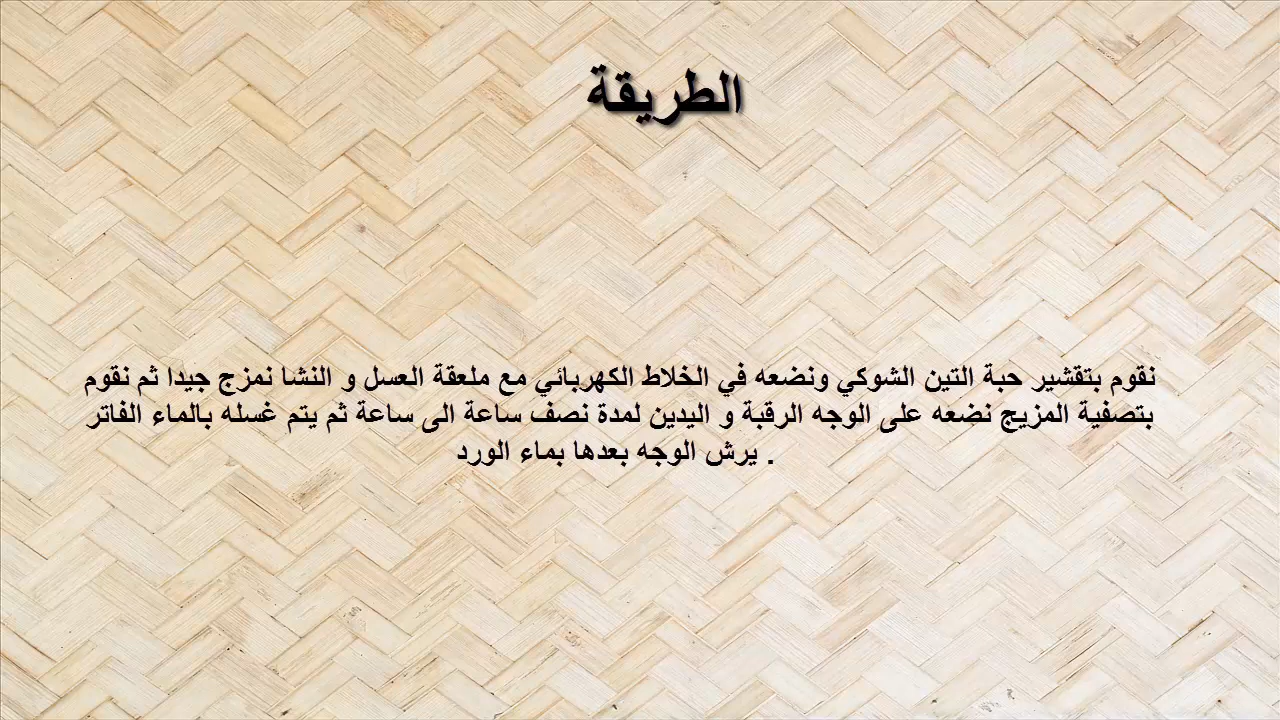 الطريقة
نقوم بتقشير حبة التين الشوكي ونضعه في الخلاط الكهربائي مع ملعقة العسل و النشا نمزج جيدا ثم نقوم
بتصفية المزيج نضعه على الوجه الرقبة و اليدين لمدة نصف ساعة الى ساعة ثم يتم غسله بالماء الفاتر
. يرش الوجه بعدها بماء الورد